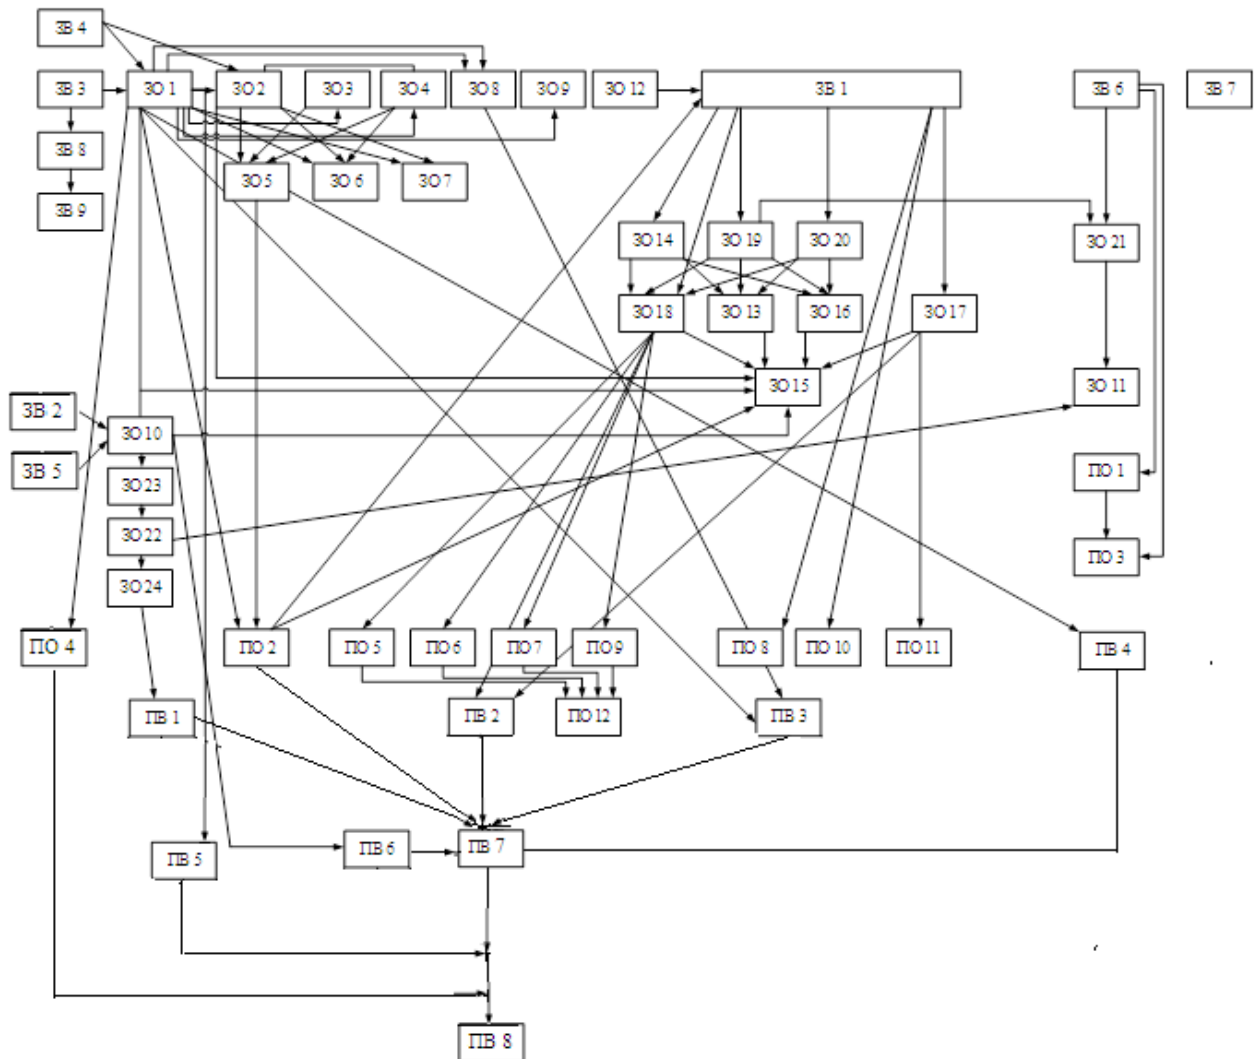 ЗВ 4
ЗВ 3
ЗО 1
ЗО 2
ЗО 3
ЗО 4
ЗО 8
ЗО 9
ЗО 12
ЗВ 1
ЗВ 6
ЗВ 7
ЗВ 8
ЗО 5
ЗО 6
ЗО 7
ЗВ 9
ЗО 14
ЗО 19
ЗО 20
ЗО 21
ЗО 18
ЗО 13
ЗО 16
ЗО 17
ЗО 15
ЗО 11
ЗВ 2
ЗО 10
ЗВ 5
ПО 1
ЗО 23
ЗО 22
ПО 3
ЗО 24
ПО 4
ПО 2
ПО 5
ПО 6
ПО 7
ПО 9
ПО 8
ПО 10
ПО 11
ПВ 4
ПВ 1
ПВ 2
ПО 12
ПВ 3
ПВ 5
ПВ 6
ПВ 7
ПВ 8